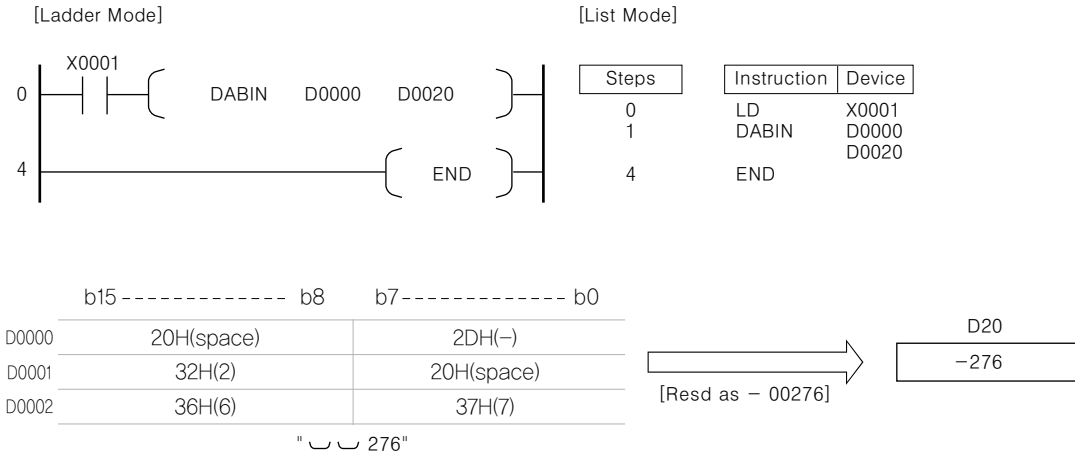 [Ladder Mode]
[List Mode]
X0001
0
DABIN D0000 D0020
4
END
Steps Instruction Device
0 LD X0001
1 DABIN D0000
D0020
4 END
b15 -------------- b8 b7 -------------- b0
D0000 20H(space) 2DH(−)
D0001 32H(2) 20H(space)
D0002 36H(6) 37H(7)
"⌣ ⌣ 276"
[Resd as − 00276]
D20
−276